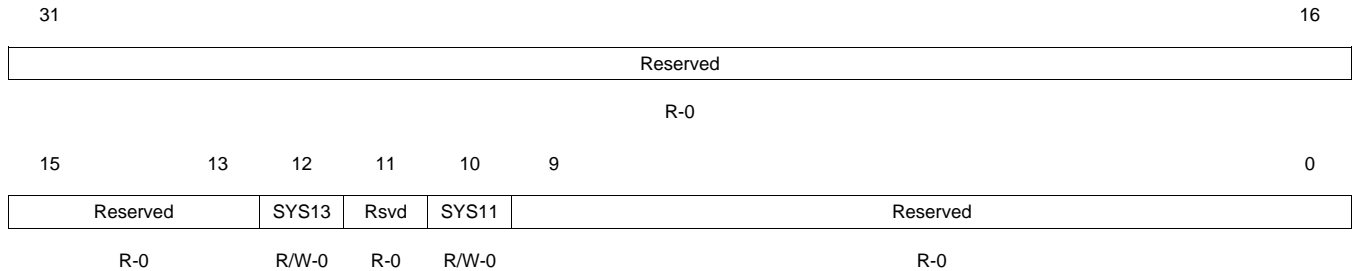 31 16
Reserved
R-0
15 13 12 11 10 9 0
Reserved SYS13 Rsvd SYS11 Reserved
R-0 R/W-0 R-0 R/W-0 R-0